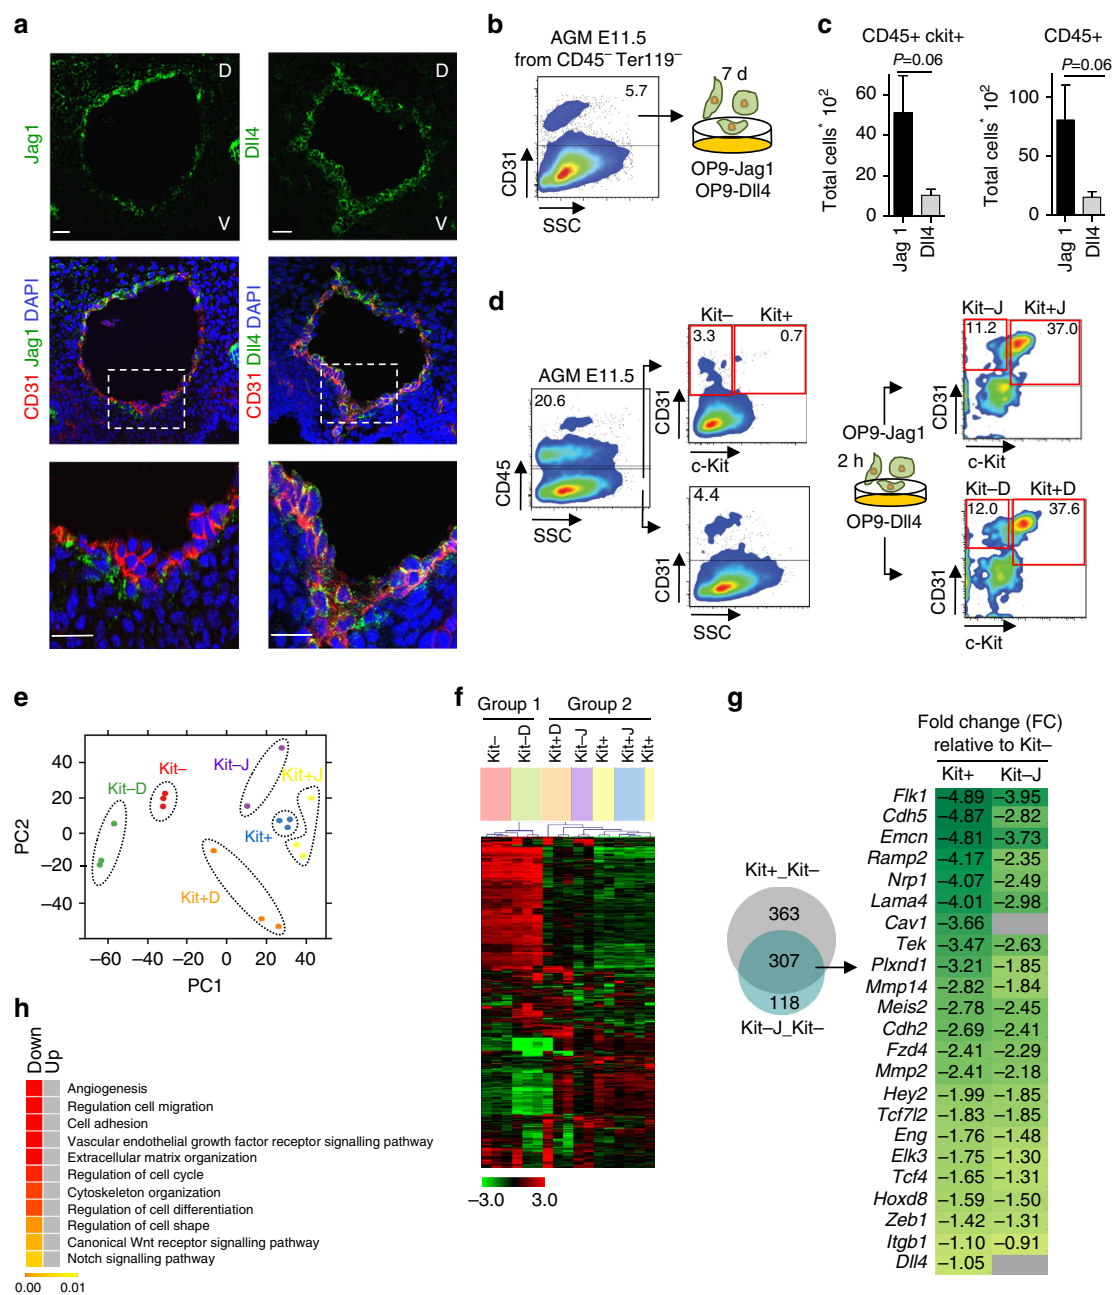 a
Jag1
D
V
Dll4
D
V
CD31 Jag1 DAPI
CD31 Dll4 DAPI
b
AGM E11.5
from CD45– Ter119–
5.7
CD31
SSC
7 d
OP9-Jag1
OP9-Dll4
c
CD45+ ckit+
P=0.06
Total cells* 10²
60
40
20
0
Jag 1
Dll4
CD45+
P=0.06
Total cells* 10²
100
50
0
Jag 1
Dll4
d
AGM E11.5
20.6
CD45
SSC
Kit– Kit+
3.3 0.7
CD31
c-Kit
4.4
CD31
SSC
OP9-Jag1
2 h
OP9-Dll4
Kit–J Kit+J
11.2 37.0
CD31
c-Kit
Kit–D Kit+D
12.0 37.6
CD31
c-Kit
e
PC2
40
20
0
–20
–40
–60 –40 –20 0 20 40
PC1
Kit–D
Kit–
Kit–J
Kit+J
Kit+
Kit+D
f
Group 1 Group 2
Kit– Kit–D Kit+D Kit–J Kit+ Kit+J Kit+
–3.0 3.0
g
Kit+_Kit–
363
307
118
Kit–J_Kit–
Fold change (FC)
relative to Kit–
Kit+ Kit–J
Flk1 –4.89 –3.95
Cdh5 –4.87 –2.82
Emcn –4.81 –3.73
Ramp2 –4.17 –2.35
Nrp1 –4.07 –2.49
Lama4 –4.01 –2.98
Cav1 –3.66
Tek –3.47 –2.63
Plxnd1 –3.21 –1.85
Mmp14 –2.82 –1.84
Meis2 –2.78 –2.45
Cdh2 –2.69 –2.41
Fzd4 –2.41 –2.29
Mmp2 –2.41 –2.18
Hey2 –1.99 –1.85
Tcf7l2 –1.83 –1.85
Eng –1.76 –1.48
Elk3 –1.75 –1.30
Tcf4 –1.65 –1.31
Hoxd8 –1.59 –1.50
Zeb1 –1.42 –1.31
Itgb1 –1.10 –0.91
Dll4 –1.05
h
Down Up
Angiogenesis
Regulation cell migration
Cell adhesion
Vascular endothelial growth factor receptor signalling pathway
Extracellular matrix organization
Regulation of cell cycle
Cytoskeleton organization
Regulation of cell differentiation
Regulation of cell shape
Canonical Wnt receptor signalling pathway
Notch signalling pathway
0.00 0.01